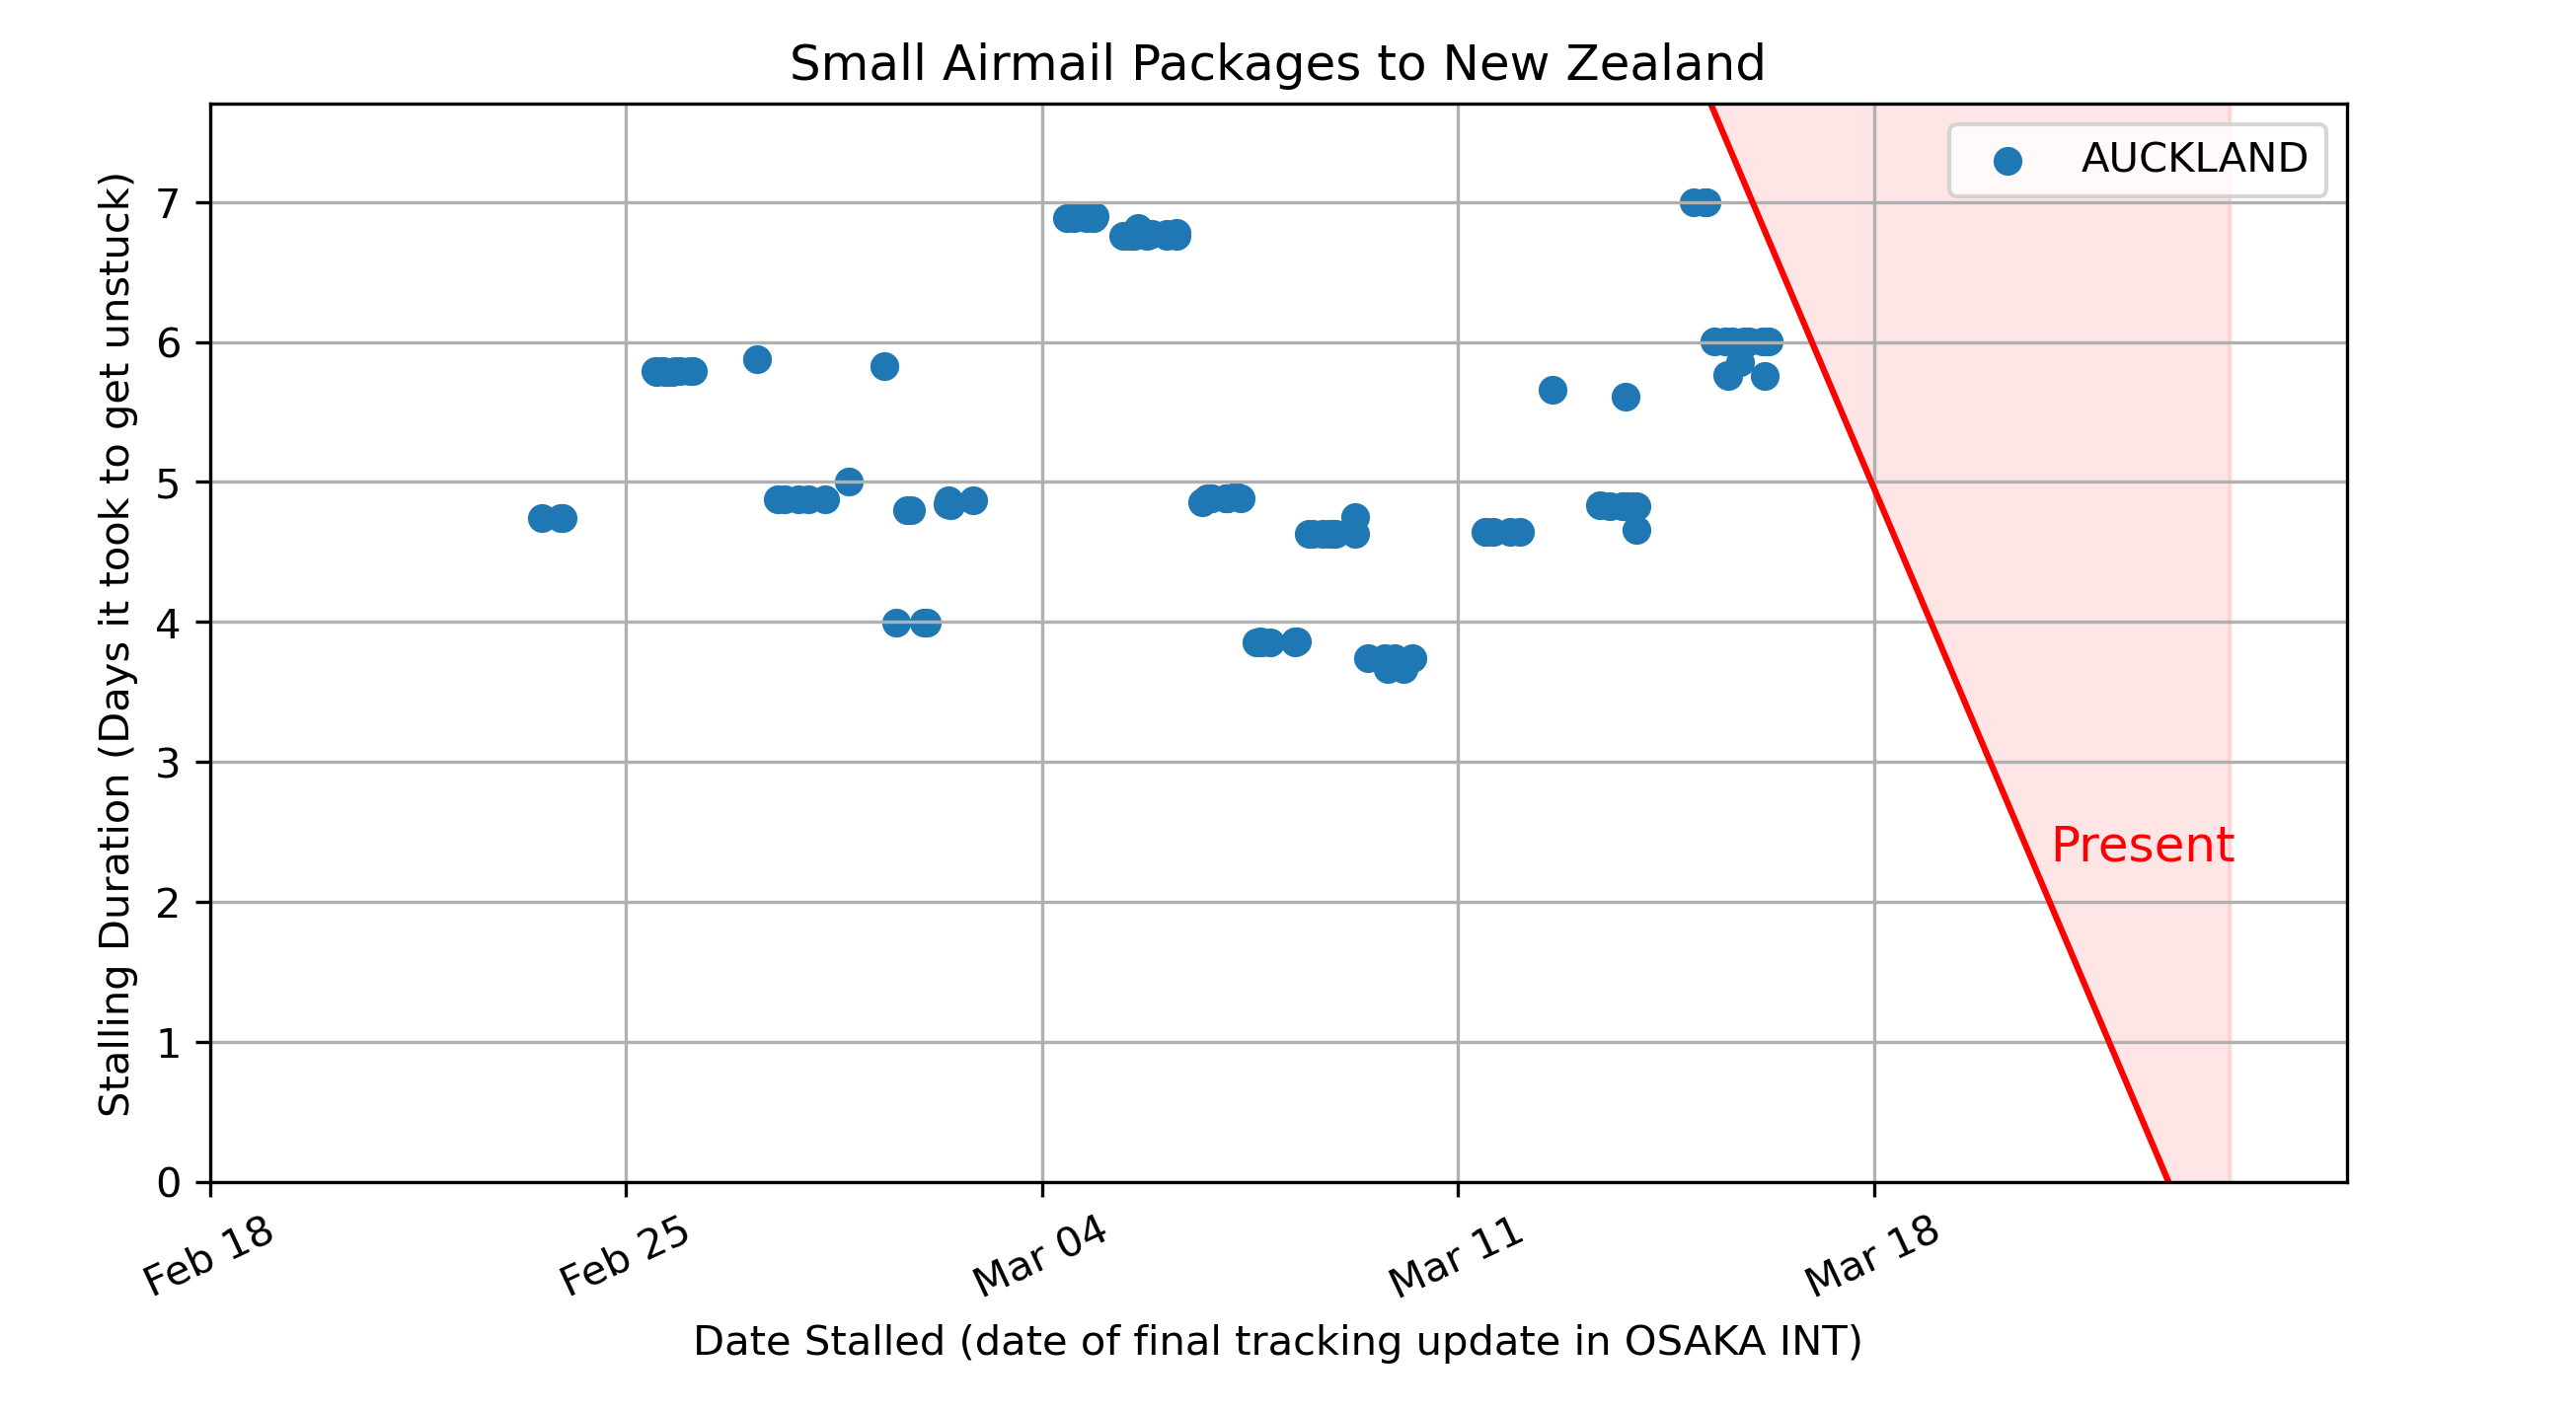 Small Airmail Packages to New Zealand
AUCKLAND
Stalling Duration (Days it took to get unstuck)
7
6
5
4
3
2
1
0
Present
Feb 18
Feb 25
Mar 04
Mar 11
Mar 18
Date Stalled (date of final tracking update in OSAKA INT)